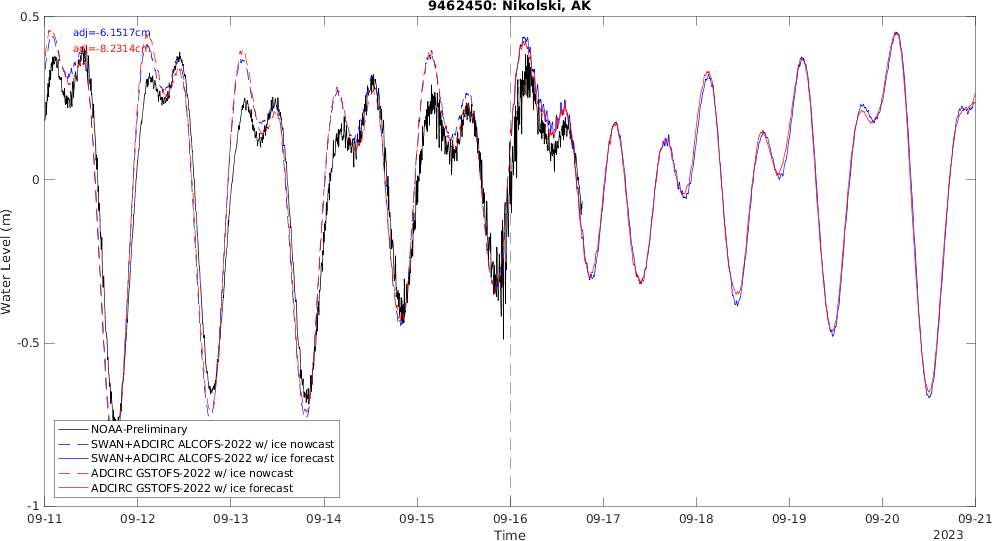 9462450: Nikolski, AK
adj=-6.1517cm
adj=-8.2314cm
0.5
0
-0.5
-1
Water Level (m)
NOAA-Preliminary
SWAN+ADCIRC ALCOFS-2022 w/ ice nowcast
SWAN+ADCIRC ALCOFS-2022 w/ ice forecast
ADCIRC GSTOFS-2022 w/ ice nowcast
ADCIRC GSTOFS-2022 w/ ice forecast
09-11 09-12 09-13 09-14 09-15 09-16 09-17 09-18 09-19 09-20 09-21
Time
2023